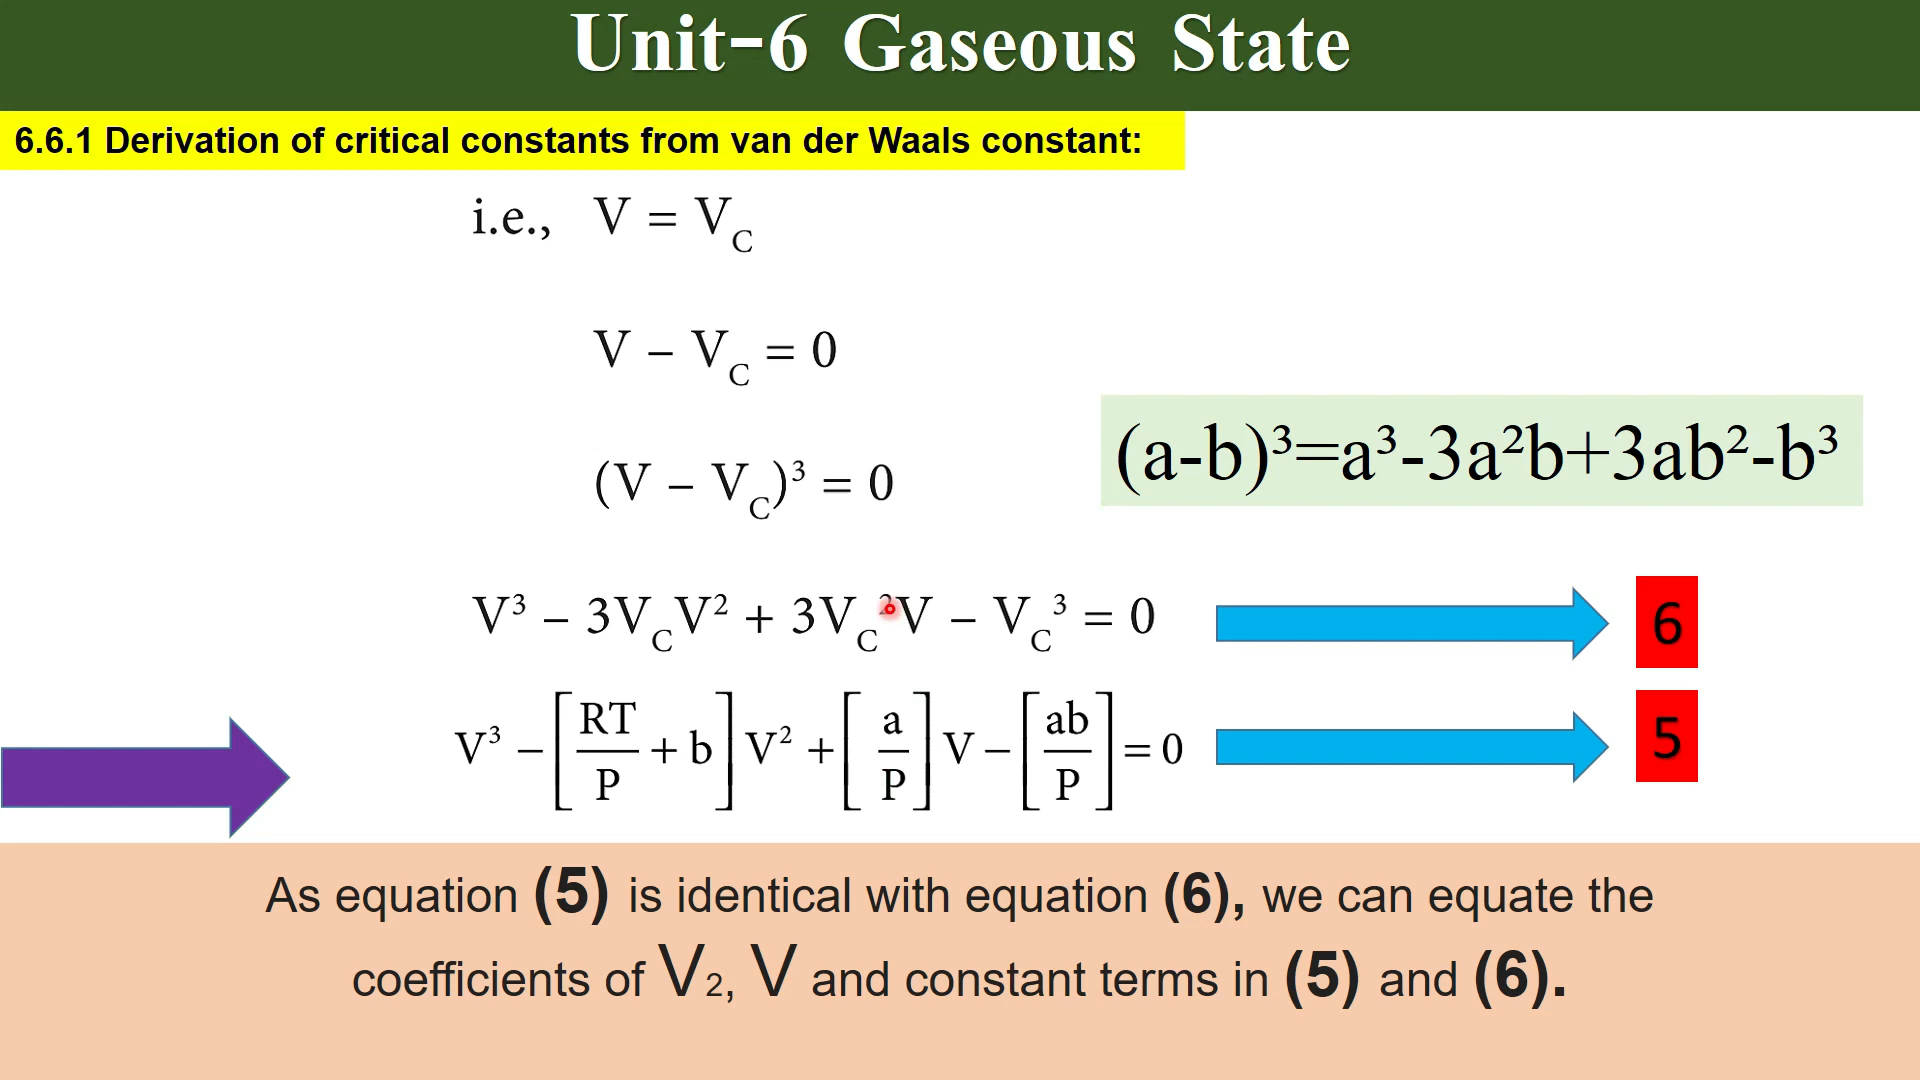 Unit-6 Gaseous State
6.6.1 Derivation of critical constants from van der Waals constant:
i.e., V = V_C
V – V_C = 0
(V – V_C)³ = 0
(a-b)³=a³-3a²b+3ab²-b³
V³ – 3V_CV² + 3V_C²V – V_C³ = 0 6
V³ – [RT/P + b] V² + [a/P] V – [ab/P] = 0 5
As equation (5) is identical with equation (6), we can equate the
coefficients of V₂, V and constant terms in (5) and (6).